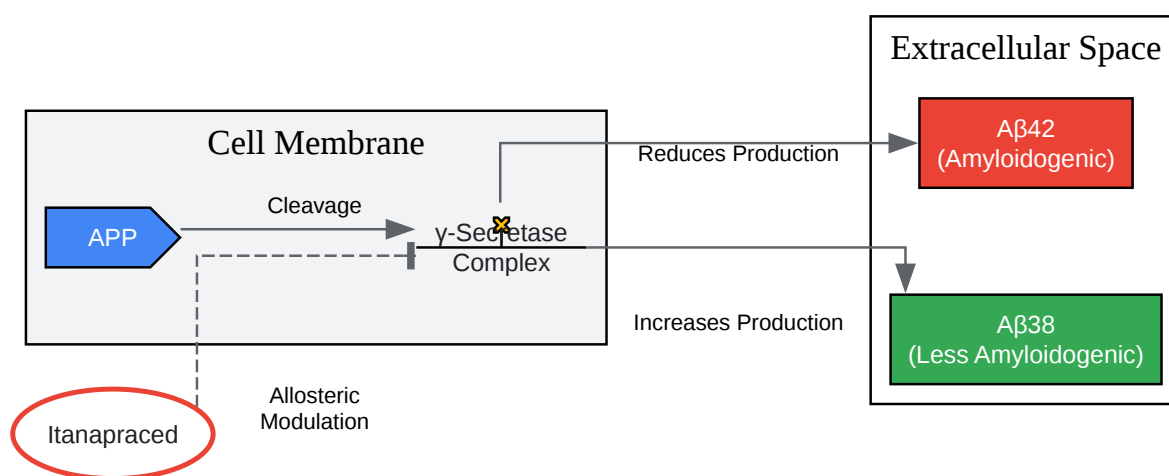 Extracellular Space
Aβ42
(Amyloidogenic)
Reduces Production
Cell Membrane
Cleavage
APP
γ-Secretase
Complex
Increases Production
Aβ38
(Less Amyloidogenic)
Allosteric
Modulation
Itanapraced